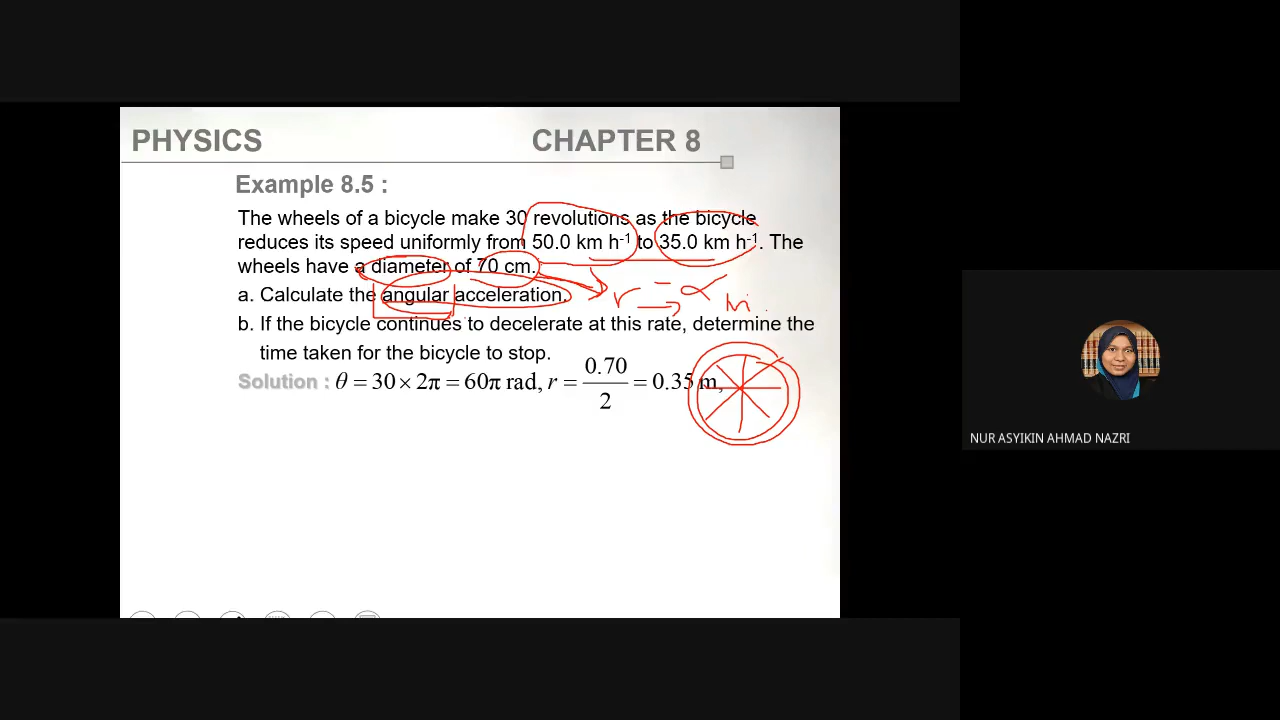 PHYSICS CHAPTER 8
Example 8.5 :
The wheels of a bicycle make 30 revolutions as the bicycle
reduces its speed uniformly from 50.0 km h⁻¹ to 35.0 km h⁻¹. The
wheels have a diameter of 70 cm.
a. Calculate the angular acceleration.
r → α
m
b. If the bicycle continues to decelerate at this rate, determine the
time taken for the bicycle to stop.
Solution : θ = 30 × 2π = 60π rad, r = 0.70/2 = 0.35 m,
NUR ASYIKIN AHMAD NAZRI